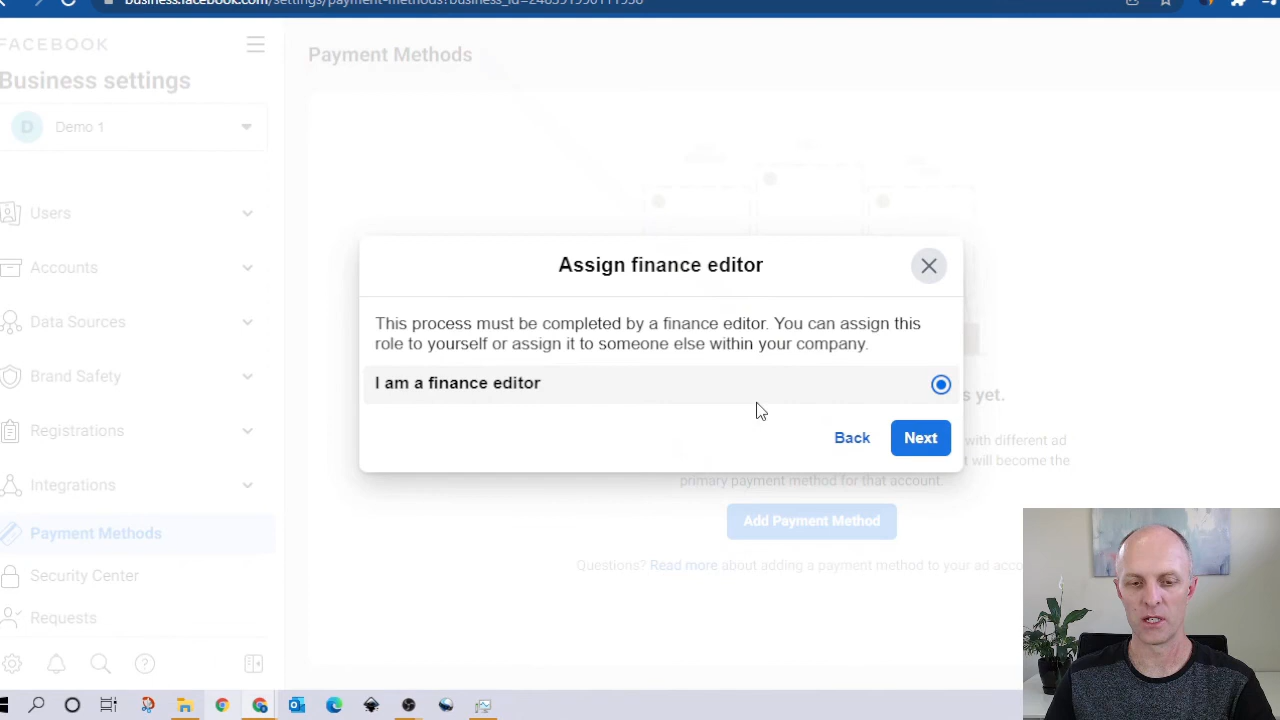 business.facebook.com/settings/payment-methods?business_id=
FACEBOOK
Business settings
D
Demo 1
Users
Accounts
Data Sources
Brand Safety
Registrations
Integrations
Payment Methods
Security Center
Requests
Payment Methods
Assign finance editor
This process must be completed by a finance editor. You can assign this
role to yourself or assign it to someone else within your company.
I am a finance editor
Back
Next
s yet.
with different ad
t will become the
primary payment method for that account.
Add Payment Method
Questions? Read more about adding a payment method to your ad acco